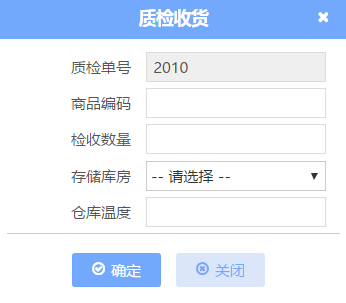 质检收货
质检单号 2010
商品编码
检收数量
存储库房 -- 请选择 --
仓库温度
确定 关闭